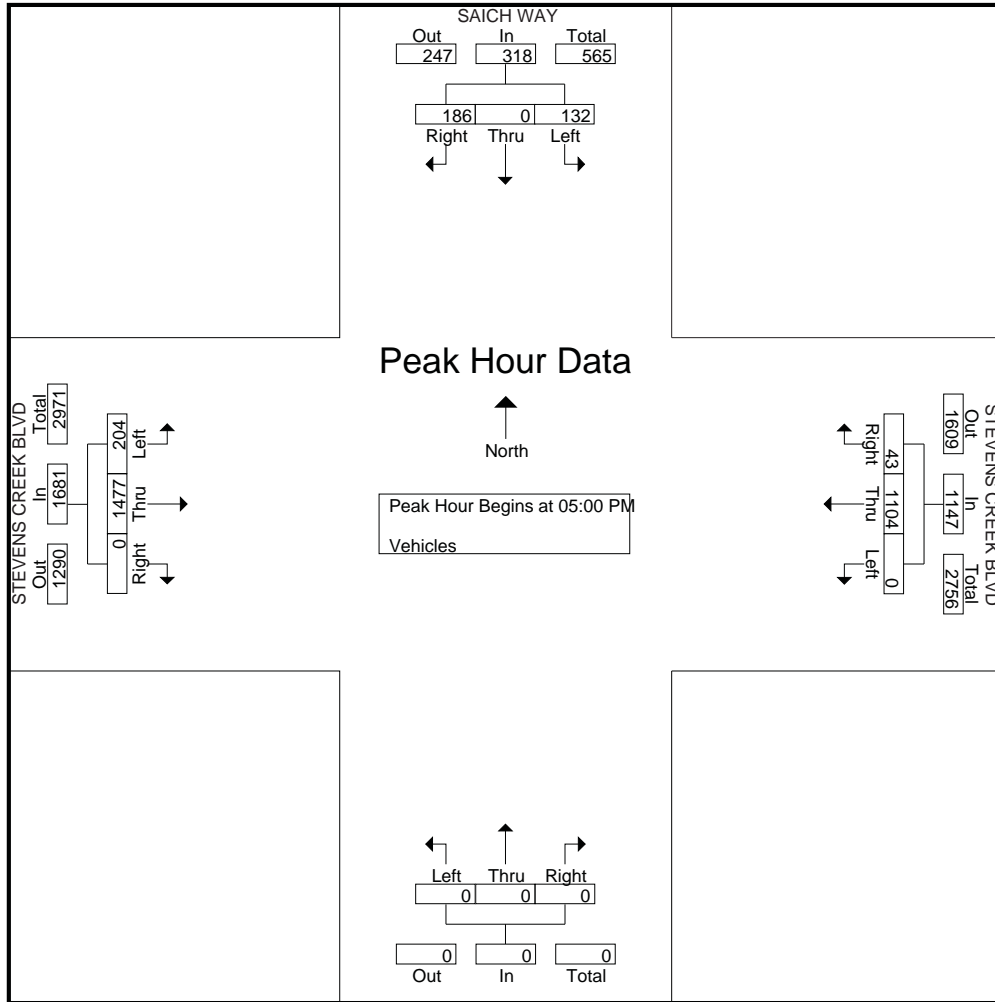 SAICH WAY
Out In Total
247 318 565
186 0 132
Right Thru Left
Peak Hour Data
North
Peak Hour Begins at 05:00 PM
Vehicles
STEVENS CREEK BLVD
Out In Total
1290 1681 2971
Right Thru Left
0 1477 204
STEVENS CREEK BLVD
Out In Total
1609 1147 2756
Right Thru Left
43 1104 0
Left Thru Right
0 0 0
0 0 0
Out In Total